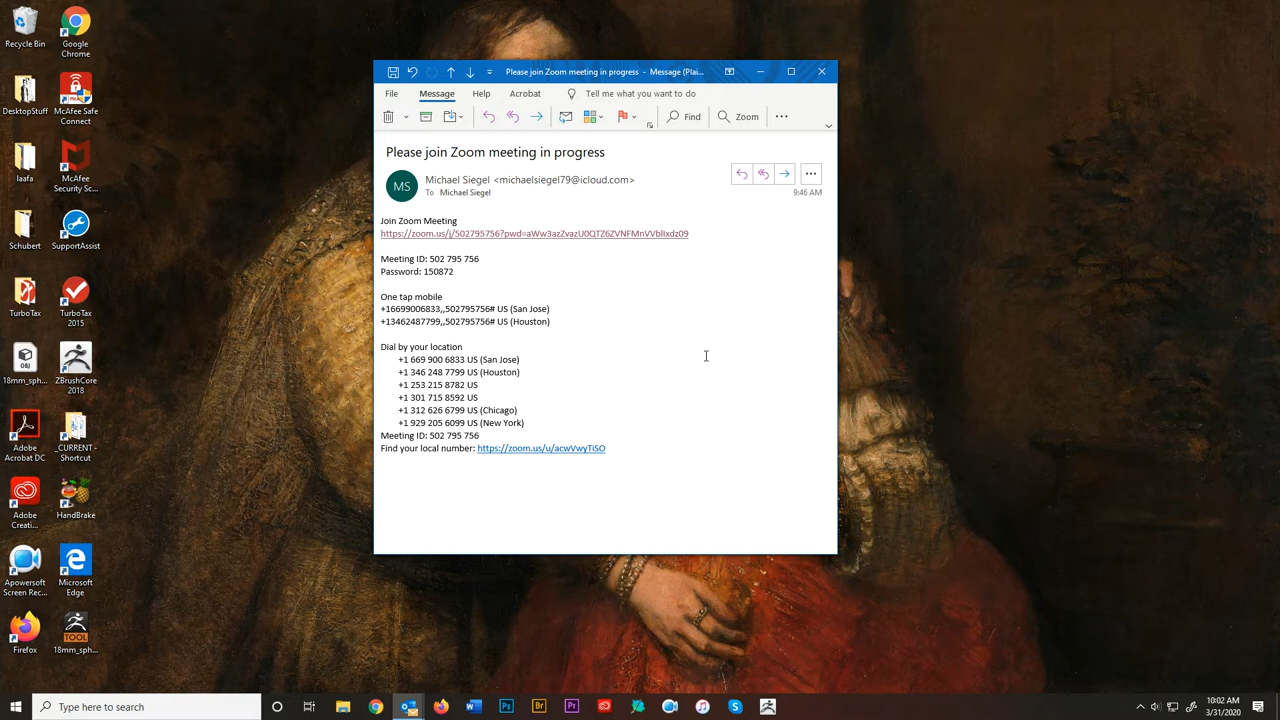 Recycle Bin
Google Chrome
DesktopStuff
McAfee Safe Connect
laafa
McAfee Security Sc...
Schubert
SupportAssist
TurboTax
TurboTax 2015
OBJ
18mm_sph...
ZBrushCore 2018
Adobe Acrobat DC
_CURRENT - Shortcut
Adobe Creati...
HandBrake
Apowersoft Screen Rec...
Microsoft Edge
Firefox
TOOL
18mm_sph...
Please join Zoom meeting in progress - Message (Plai...
File Message Help Acrobat Tell me what you want to do
Find Zoom
Please join Zoom meeting in progress
MS
Michael Siegel <michaelsiegel79@icloud.com>
To Michael Siegel
9:46 AM
Join Zoom Meeting
Meeting ID: 502 795 756
Password: 150872
One tap mobile
+16699006833,,502795756# US (San Jose)
+13462487799,,502795756# US (Houston)
Dial by your location
+1 669 900 6833 US (San Jose)
+1 346 248 7799 US (Houston)
+1 253 215 8782 US
+1 301 715 8592 US
+1 312 626 6799 US (Chicago)
+1 929 205 6099 US (New York)
Meeting ID: 502 795 756
Find your local number: https://zoom.us/u/acwVwyTiSO
Type here to search
W Ps Br Pr
10:02 AM
3/31/2020